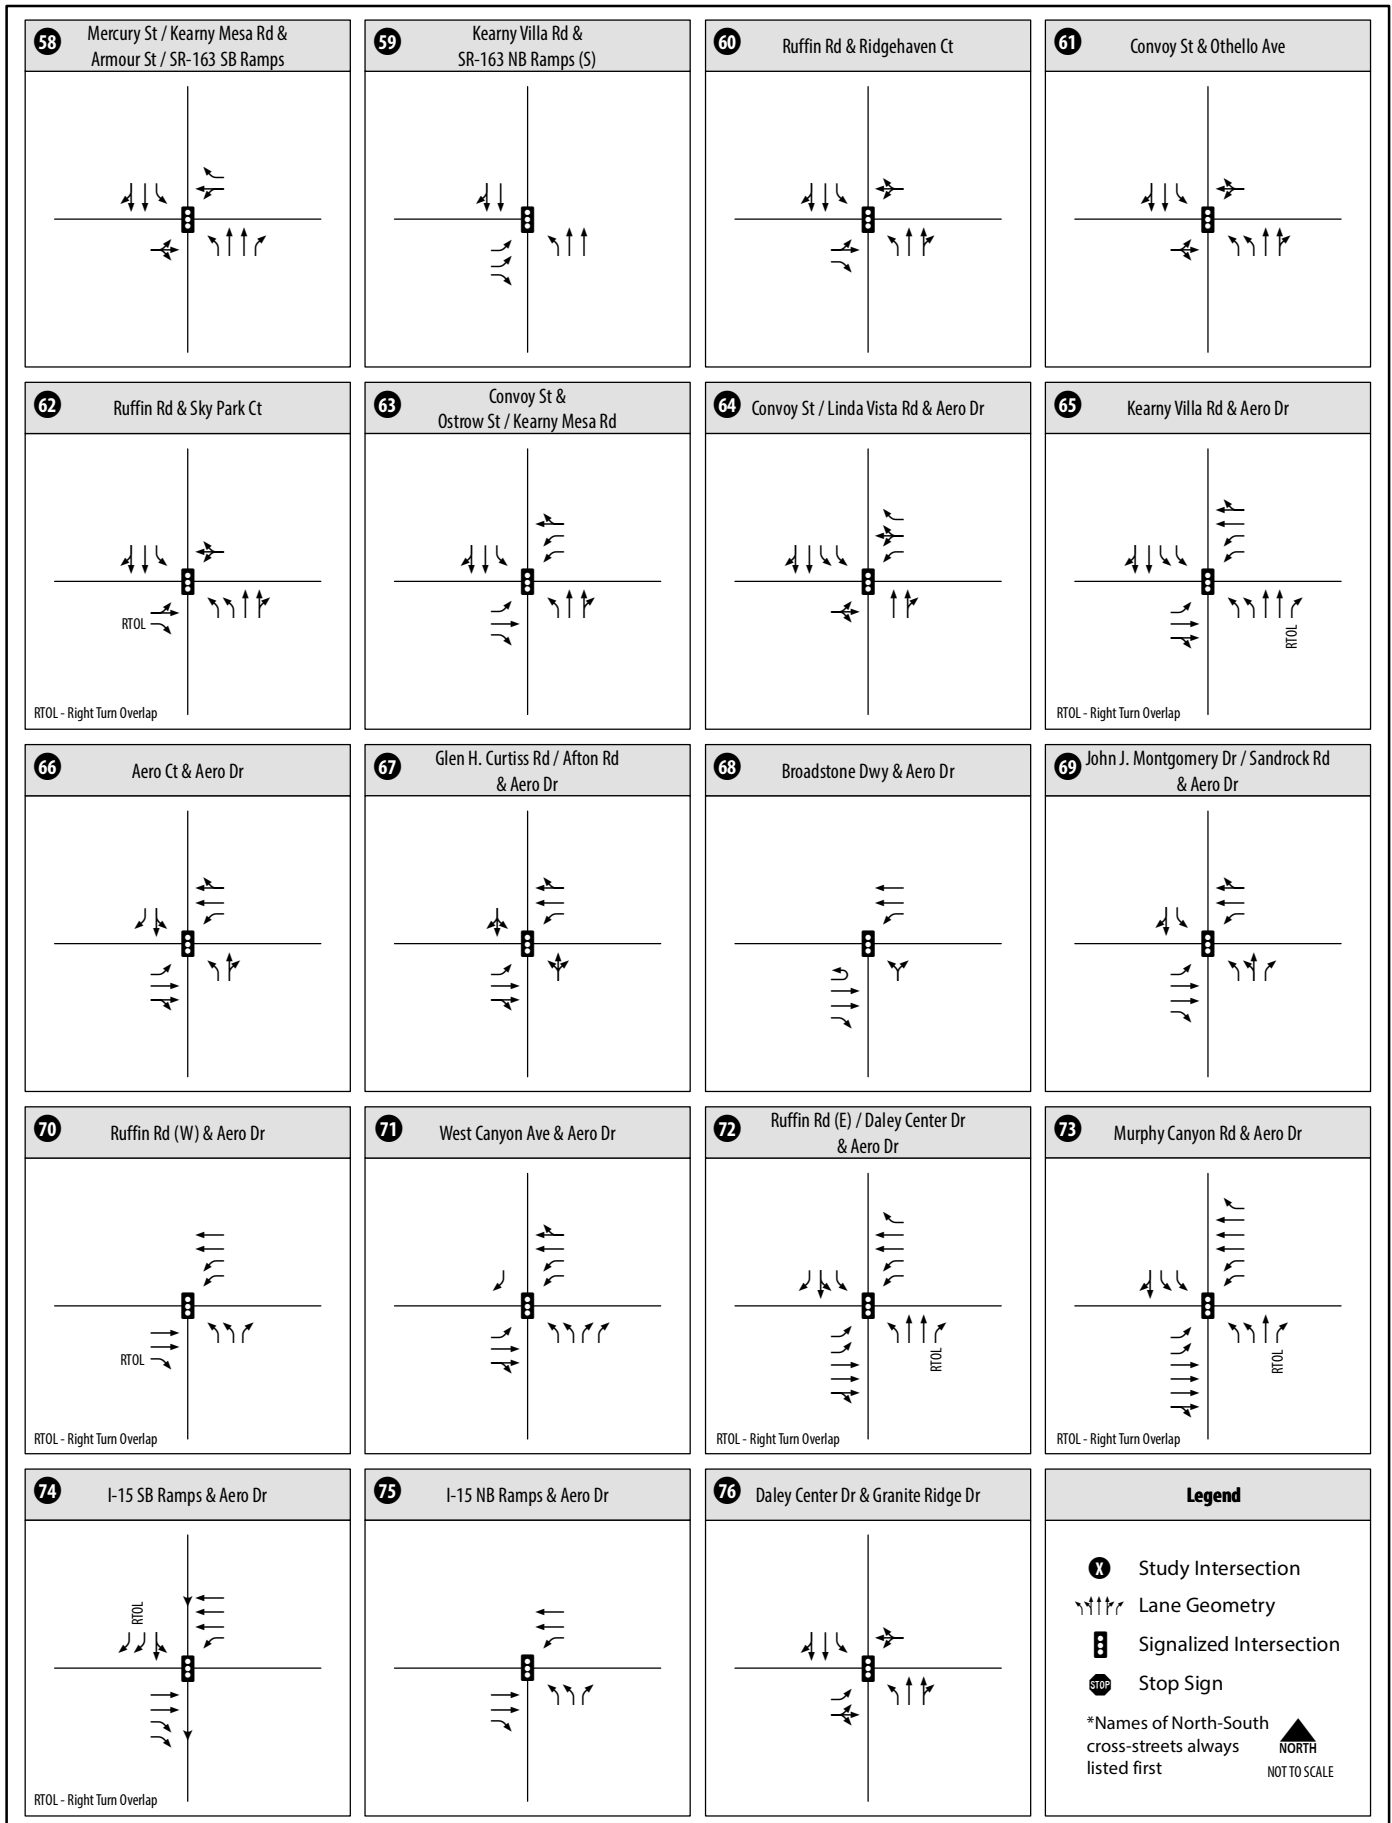 58
Mercury St / Kearny Mesa Rd &
Armour St / SR-163 SB Ramps
59
Kearny Villa Rd &
SR-163 NB Ramps (S)
60
Ruffin Rd & Ridgehaven Ct
61
Convoy St & Othello Ave
62
Ruffin Rd & Sky Park Ct
RTOL
RTOL - Right Turn Overlap
63
Convoy St &
Ostrow St / Kearny Mesa Rd
64
Convoy St / Linda Vista Rd & Aero Dr
65
Kearny Villa Rd & Aero Dr
RTOL
RTOL - Right Turn Overlap
66
Aero Ct & Aero Dr
67
Glen H. Curtiss Rd / Afton Rd
& Aero Dr
68
Broadstone Dwy & Aero Dr
69
John J. Montgomery Dr / Sandrock Rd
& Aero Dr
70
Ruffin Rd (W) & Aero Dr
RTOL
RTOL - Right Turn Overlap
71
West Canyon Ave & Aero Dr
72
Ruffin Rd (E) / Daley Center Dr
& Aero Dr
RTOL
RTOL - Right Turn Overlap
73
Murphy Canyon Rd & Aero Dr
RTOL
RTOL - Right Turn Overlap
74
I-15 SB Ramps & Aero Dr
RTOL
RTOL - Right Turn Overlap
75
I-15 NB Ramps & Aero Dr
76
Daley Center Dr & Granite Ridge Dr
Legend
X Study Intersection
Lane Geometry
Signalized Intersection
STOP Stop Sign
*Names of North-South
cross-streets always
listed first
NORTH
NOT TO SCALE